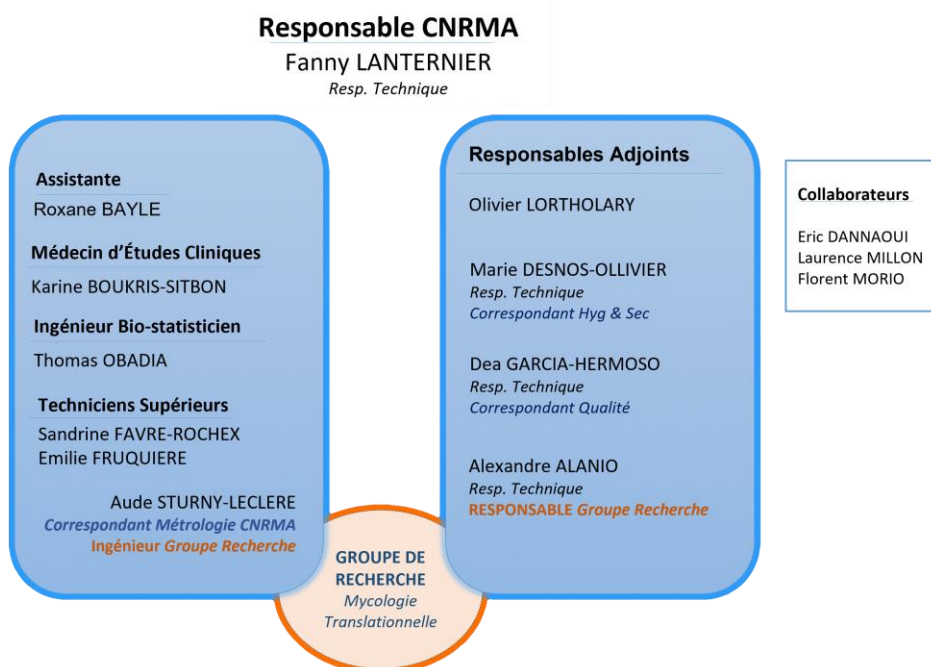 Responsable CNRMA
Fanny LANTERNIER
Resp. Technique
Assistante
Roxane BAYLE
Médecin d’Études Cliniques
Karine BOUKRIS-SITBON
Ingénieur Bio-statisticien
Thomas OBADIA
Techniciens Supérieurs
Sandrine FAVRE-ROCHEX
Emilie FRUQUIERE
Aude STURNY-LECLERE
Correspondant Métrologie CNRMA
Ingénieur Groupe Recherche
GROUPE DE
RECHERCHE
Mycologie
Translationnelle
Responsables Adjoints
Olivier LORTHOLARY
Marie DESNOS-OLLIVIER
Resp. Technique
Correspondant Hyg & Sec
Dea GARCIA-HERMOSO
Resp. Technique
Correspondant Qualité
Alexandre ALANIO
Resp. Technique
RESPONSABLE Groupe Recherche
Collaborateurs
Eric DANNAOUI
Laurence MILLON
Florent MORIO